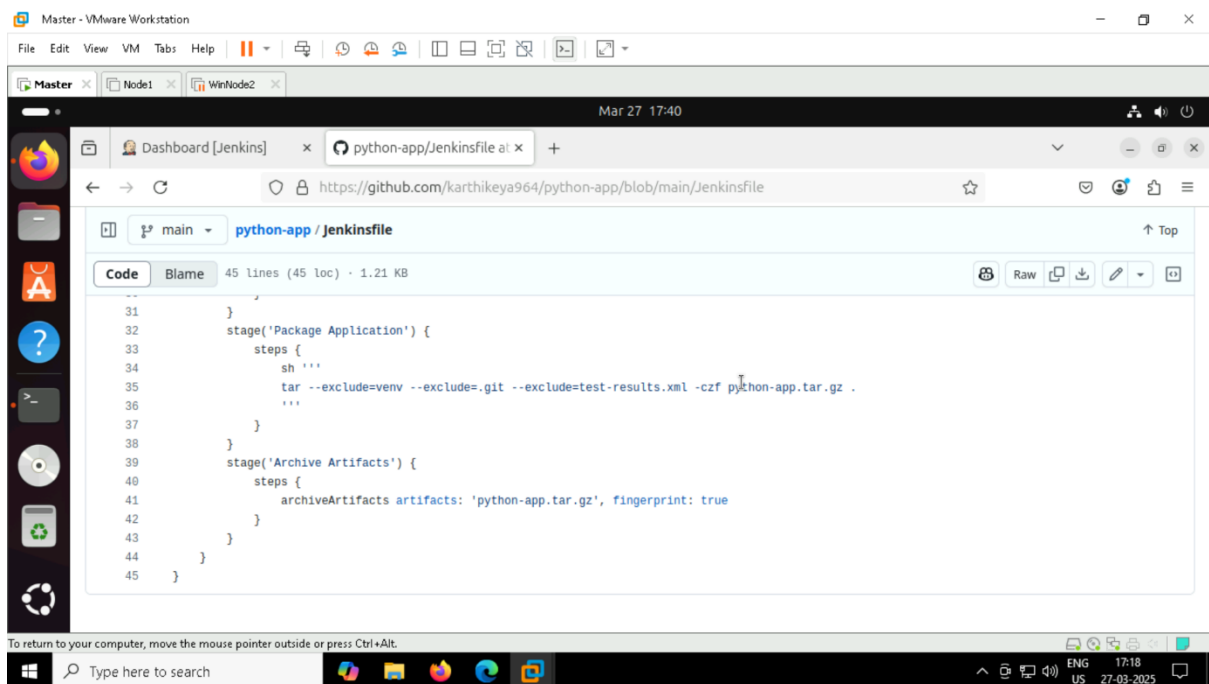 Master - VMware Workstation
File Edit View VM Tabs Help
Master Node1 WinNode2
Mar 27 17:40
Dashboard [Jenkins] python-app/Jenkinsfile at
https://github.com/karthikeya964/python-app/blob/main/Jenkinsfile
main python-app / Jenkinsfile Top
Code Blame 45 lines (45 loc) · 1.21 KB Raw
31 }
32 stage('Package Application') {
33 steps {
34 sh '''
35 tar --exclude=venv --exclude=.git --exclude=test-results.xml -czf python-app.tar.gz .
36 '''
37 }
38 }
39 stage('Archive Artifacts') {
40 steps {
41 archiveArtifacts artifacts: 'python-app.tar.gz', fingerprint: true
42 }
43 }
44 }
45 }
To return to your computer, move the mouse pointer outside or press Ctrl+Alt.
Type here to search
ENG 17:18
US 27-03-2025